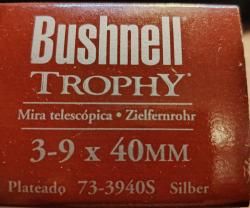 Bushnell
TROPHY®
Mira telescópica • Zielfernrohr
3-9 x 40MM
Plateado 73-3940S Silber